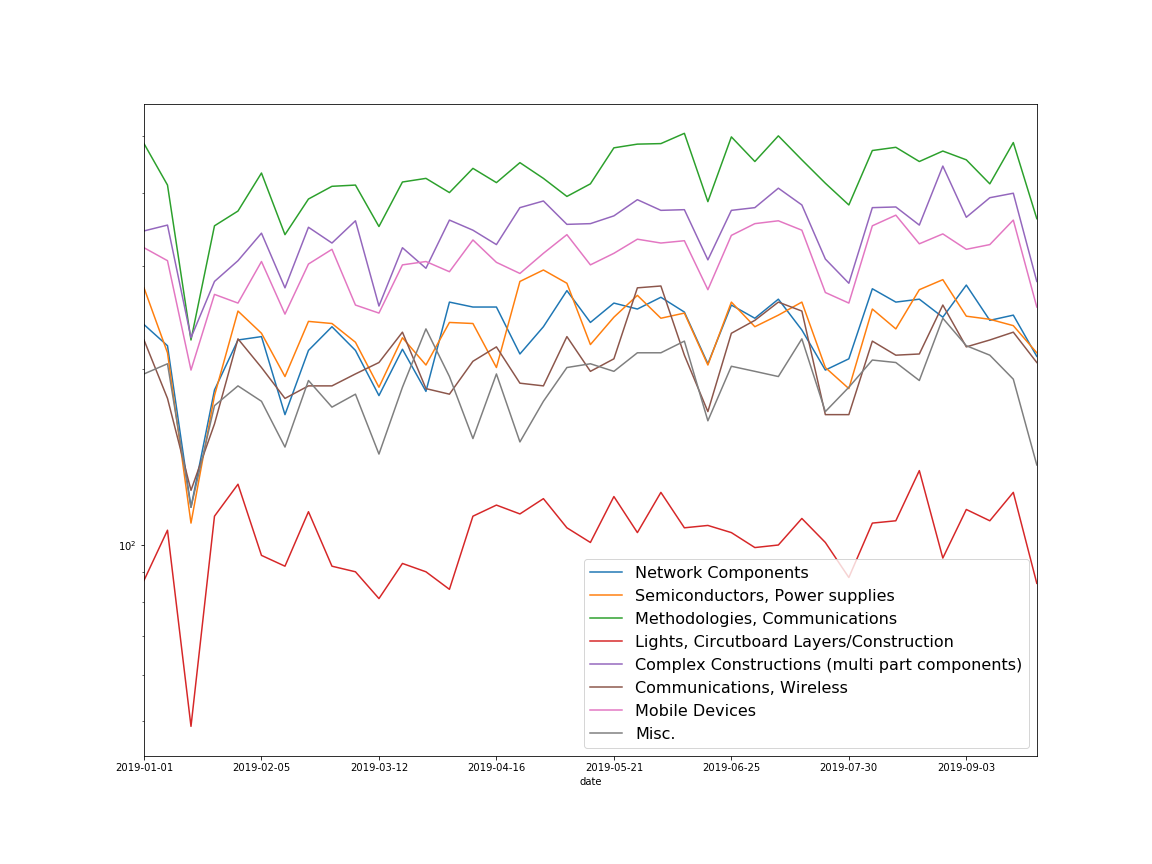 10²
2019-01-01 2019-02-05 2019-03-12 2019-04-16 2019-05-21 2019-06-25 2019-07-30 2019-09-03
date
Network Components
Semiconductors, Power supplies
Methodologies, Communications
Lights, Circutboard Layers/Construction
Complex Constructions (multi part components)
Communications, Wireless
Mobile Devices
Misc.